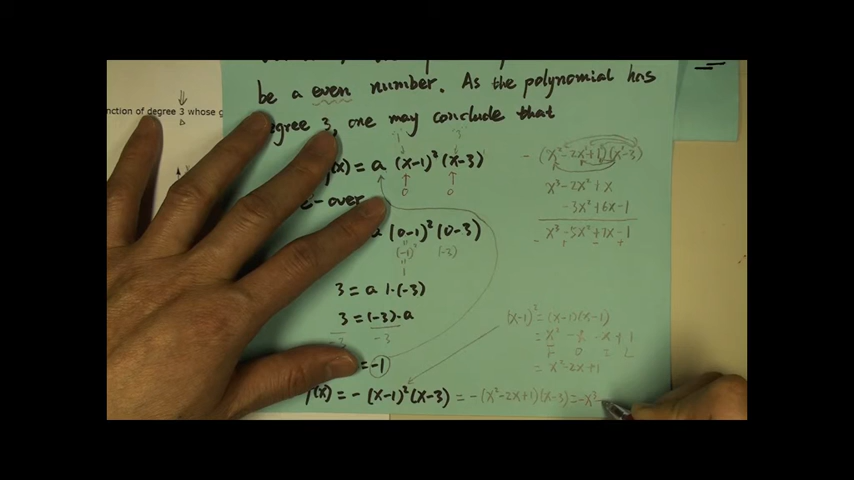 be a even number. As the polynomial has
degree 3, one may conclude that
nction of degree 3 whose g
(x) = a (x-1)² (x-3)
0 0
e-over
a (0-1)² (0-3)
(-1)² (-3)
1
3 = a 1·(-3)
3 = (-3)·a
-3 -3
= -1
f(x) = - (x-1)² (x-3) = -(x²-2x+1)(x-3) = -x³-
- (x²-2x+1)(x-3)
x³-2x²+x
-3x²+6x-1
x³-5x²+7x-1
(x-1)² = (x-1)(x-1)
= x²-2x+1